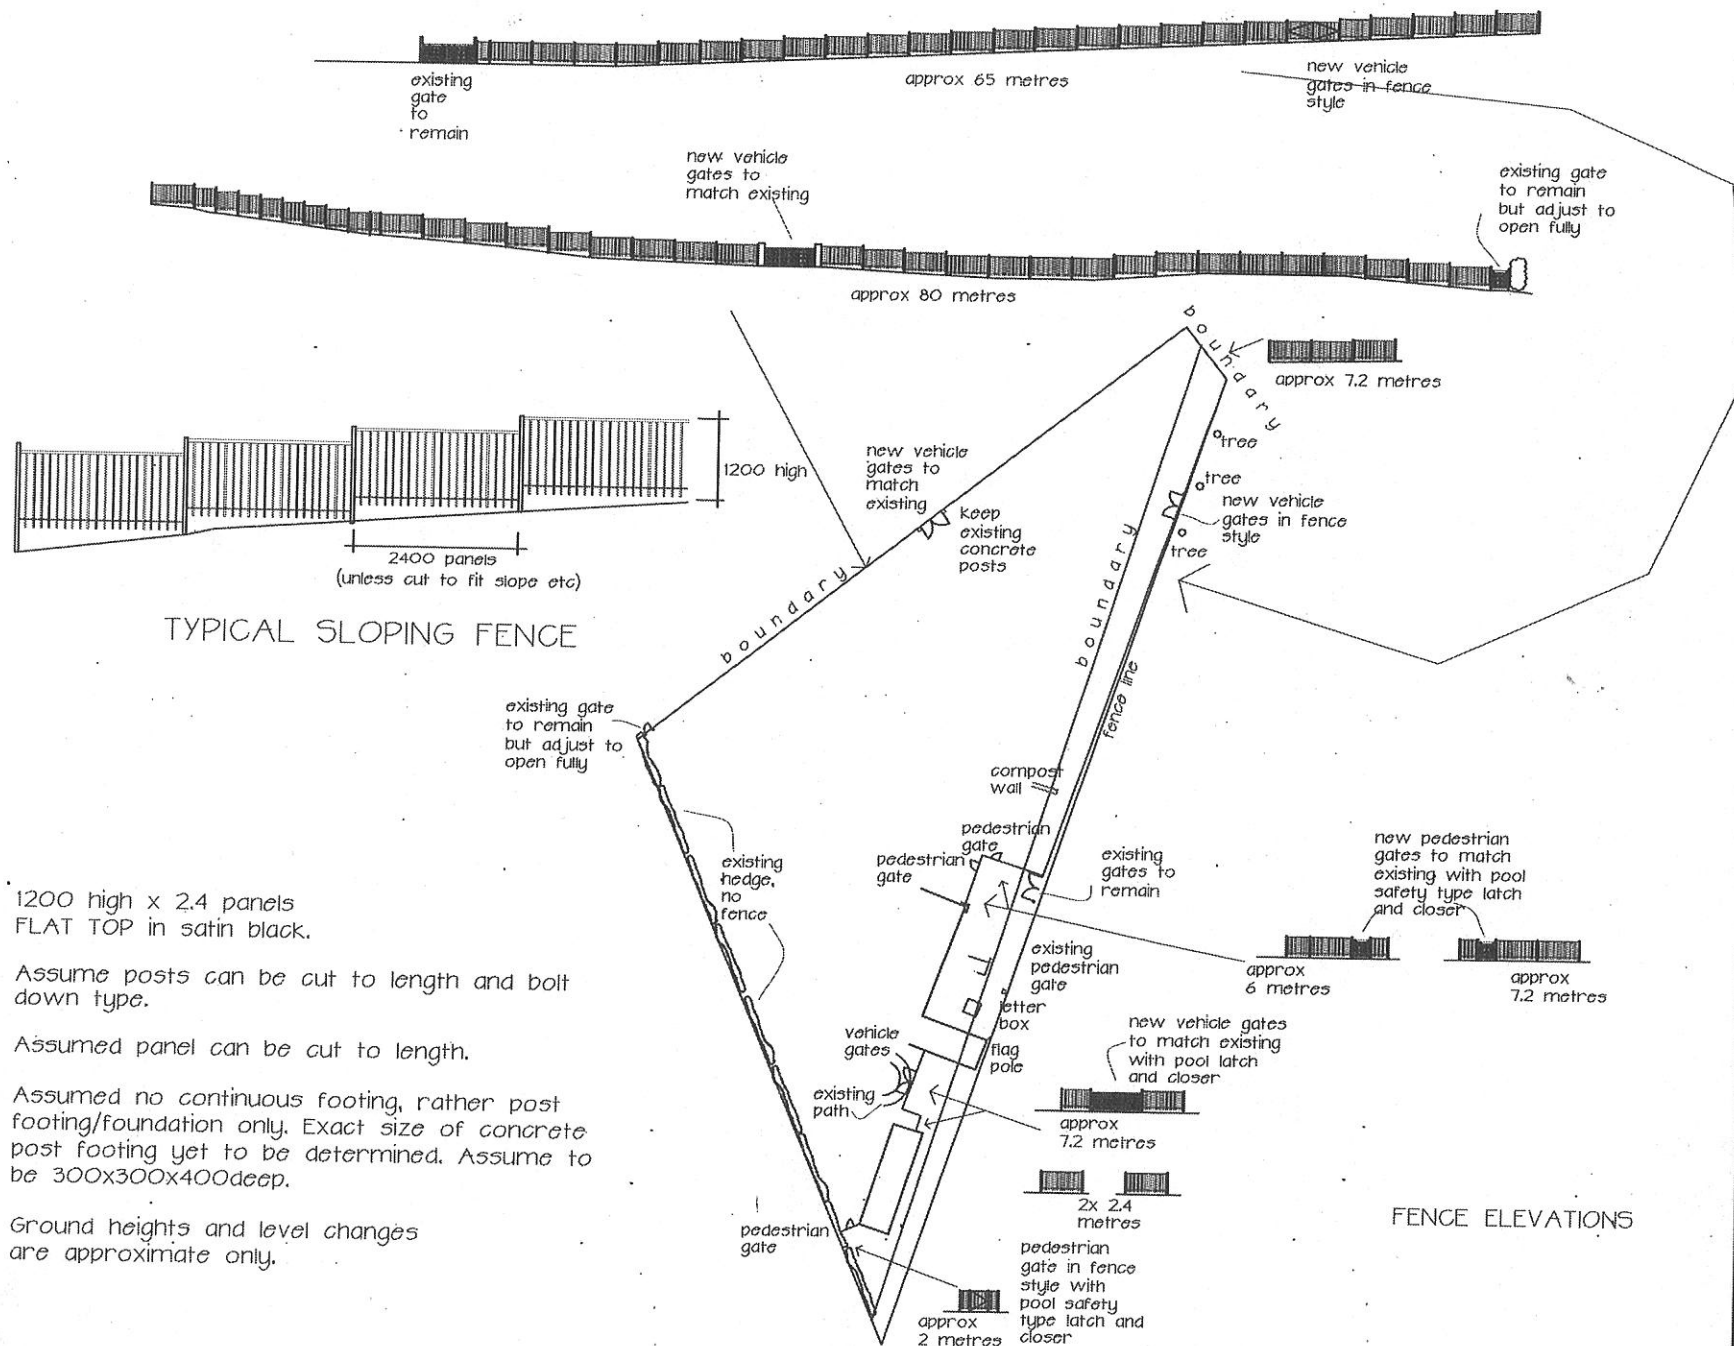 existing
gate
to
remain
approx 65 metres
new vehicle
gates in fence
style
new vehicle
gates to
match existing
existing gate
to remain
but adjust to
open fully
approx 80 metres
boundary
approx 7.2 metres
1200 high
2400 panels
(unless cut to fit slope etc)
TYPICAL SLOPING FENCE
new vehicle
gates to
match
existing
keep
existing
concrete
posts
boundary
boundary
tree
tree
new vehicle
gates in fence
style
tree
fence line
existing gate
to remain
but adjust to
open fully
compost
wall
pedestrian
gate
pedestrian
gate
existing
gates to
remain
existing
hedge,
no
fence
new pedestrian
gates to match
existing with pool
safety type latch
and closer
approx
6 metres
approx
7.2 metres
1200 high x 2.4 panels
FLAT TOP in satin black.
Assume posts can be cut to length and bolt
down type.
Assumed panel can be cut to length.
Assumed no continuous footing, rather post
footing/foundation only. Exact size of concrete
post footing yet to be determined. Assume to
be 300x300x400deep.
Ground heights and level changes
are approximate only.
existing
pedestrian
gate
letter
box
flag
pole
vehicle
gates
existing
path
new vehicle gates
to match existing
with pool latch
and closer
approx
7.2 metres
2x 2.4
metres
pedestrian
gate
pedestrian
gate in fence
style with
pool safety
type latch and
closer
approx
2 metres
FENCE ELEVATIONS